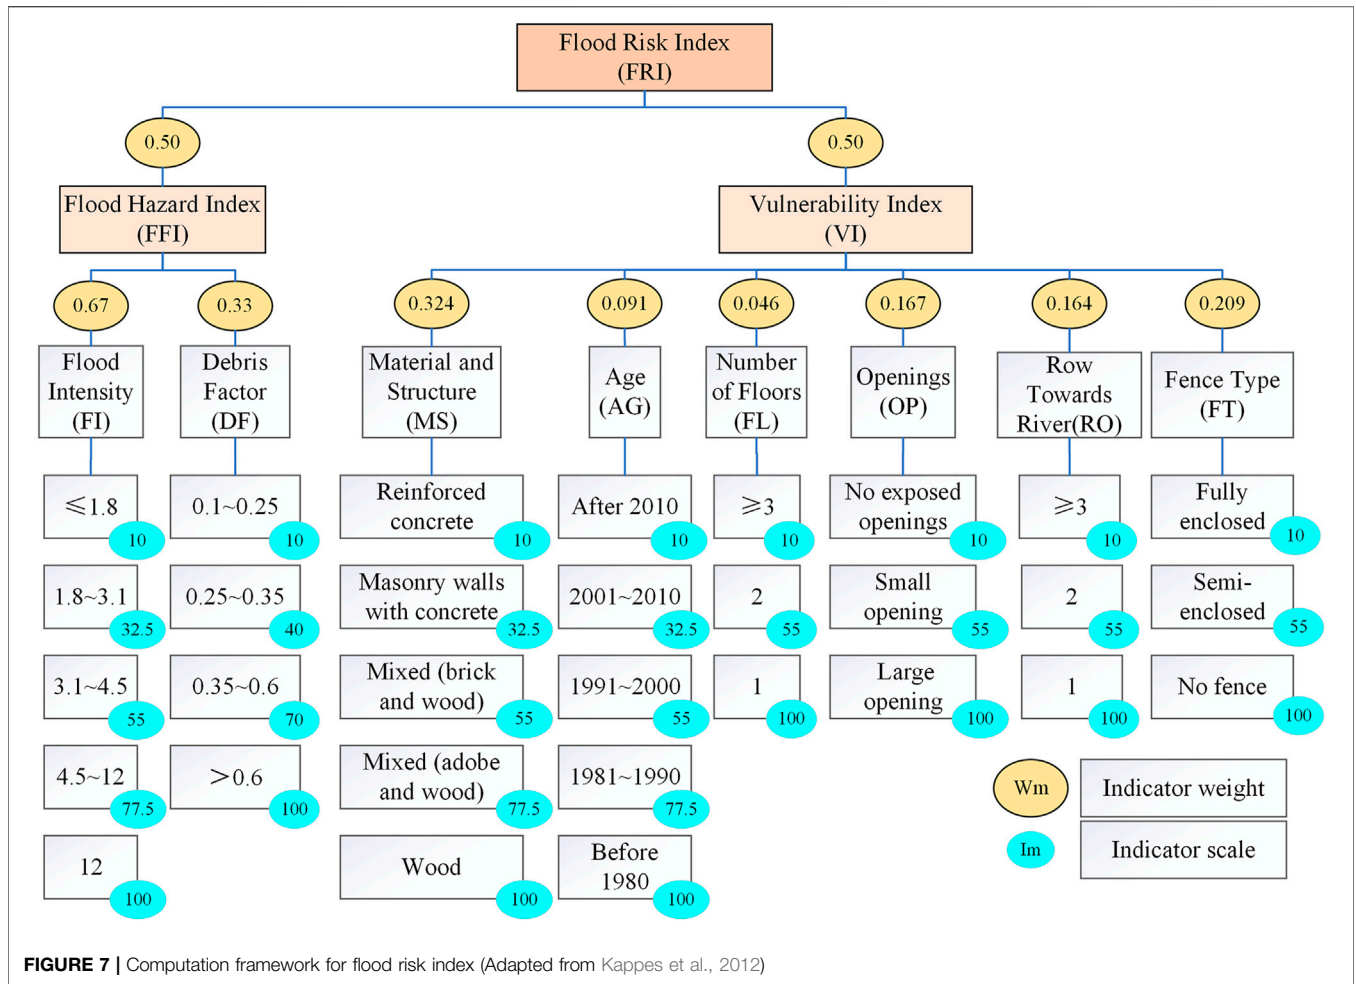 Flood Risk Index
(FRI)
0.50
0.50
Flood Hazard Index
(FFI)
Vulnerability Index
(VI)
0.67
0.33
0.324
0.091
0.046
0.167
0.164
0.209
Flood
Intensity
(FI)
Debris
Factor
(DF)
Material and
Structure
(MS)
Age
(AG)
Number
of Floors
(FL)
Openings
(OP)
Row
Towards
River(RO)
Fence Type
(FT)
≤1.8
10
0.1~0.25
10
Reinforced
concrete
10
After 2010
10
≥3
10
No exposed
openings
10
≥3
10
Fully
enclosed
10
1.8~3.1
32.5
0.25~0.35
40
Masonry walls
with concrete
32.5
2001~2010
32.5
2
55
Small
opening
55
2
55
Semi-
enclosed
55
3.1~4.5
55
0.35~0.6
70
Mixed (brick
and wood)
55
1991~2000
55
1
100
Large
opening
100
1
100
No fence
100
4.5~12
77.5
>0.6
100
Mixed (adobe
and wood)
77.5
1981~1990
77.5
12
100
Wood
100
Before
1980
100
Wm
Indicator weight
Im
Indicator scale
FIGURE 7 | Computation framework for flood risk index (Adapted from Kappes et al., 2012)